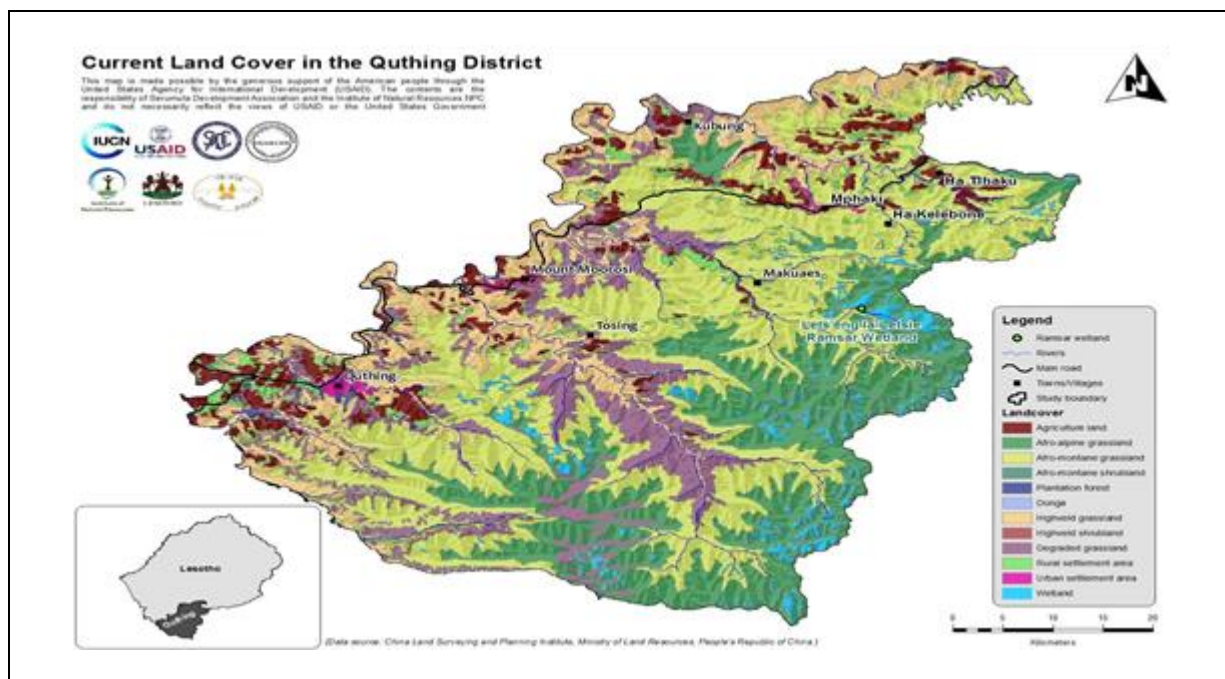 Current Land Cover in the Quthing District
This map is made possible by the generous support of the American people through the
United States Agency for International Development (USAID). The contents are the
responsibility of Serumula Development Association and the Institute of Natural Resources NPC
and do not necessarily reflect the views of USAID or the United States Government
IUCN
USAID
N
Kubung
Ha Tlhaku
Mphaki
Ha Kelebone
Mount Moorosi
Makuaes
Tosing
Ramsar Wetland
Quthing
Legend
Ramsar wetland
Rivers
Main road
Towns/Villages
Study boundary
Landcover
Agriculture land
Afro-alpine grassland
Afro-montane grassland
Afro-montane shrubland
Plantation forest
Donga
Highveld grassland
Highveld shrubland
Degraded grassland
Rural settlement area
Urban settlement area
Wetland
Lesotho
Quthing
0 5 10 15 20
Kilometers
(Data source: China Land Surveying and Planning Institute, Ministry of Land Resources, People's Republic of China.)